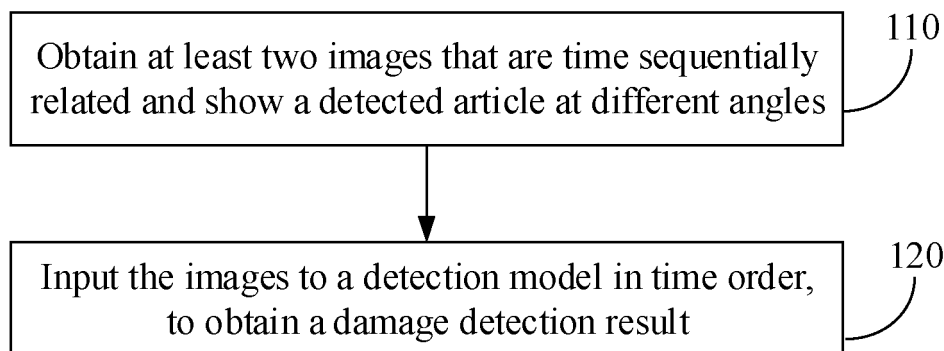 110
Obtain at least two images that are time sequentially
related and show a detected article at different angles
120
Input the images to a detection model in time order,
to obtain a damage detection result